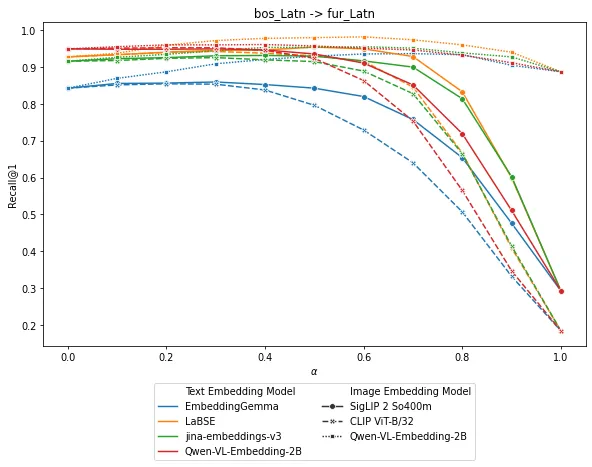 bos_Latn -> fur_Latn
Recall@1
1.0
0.9
0.8
0.7
0.6
0.5
0.4
0.3
0.2
0.0 0.2 0.4 0.6 0.8 1.0
α
Text Embedding Model Image Embedding Model
EmbeddingGemma SigLIP 2 So400m
LaBSE CLIP ViT-B/32
jina-embeddings-v3 Qwen-VL-Embedding-2B
Qwen-VL-Embedding-2B